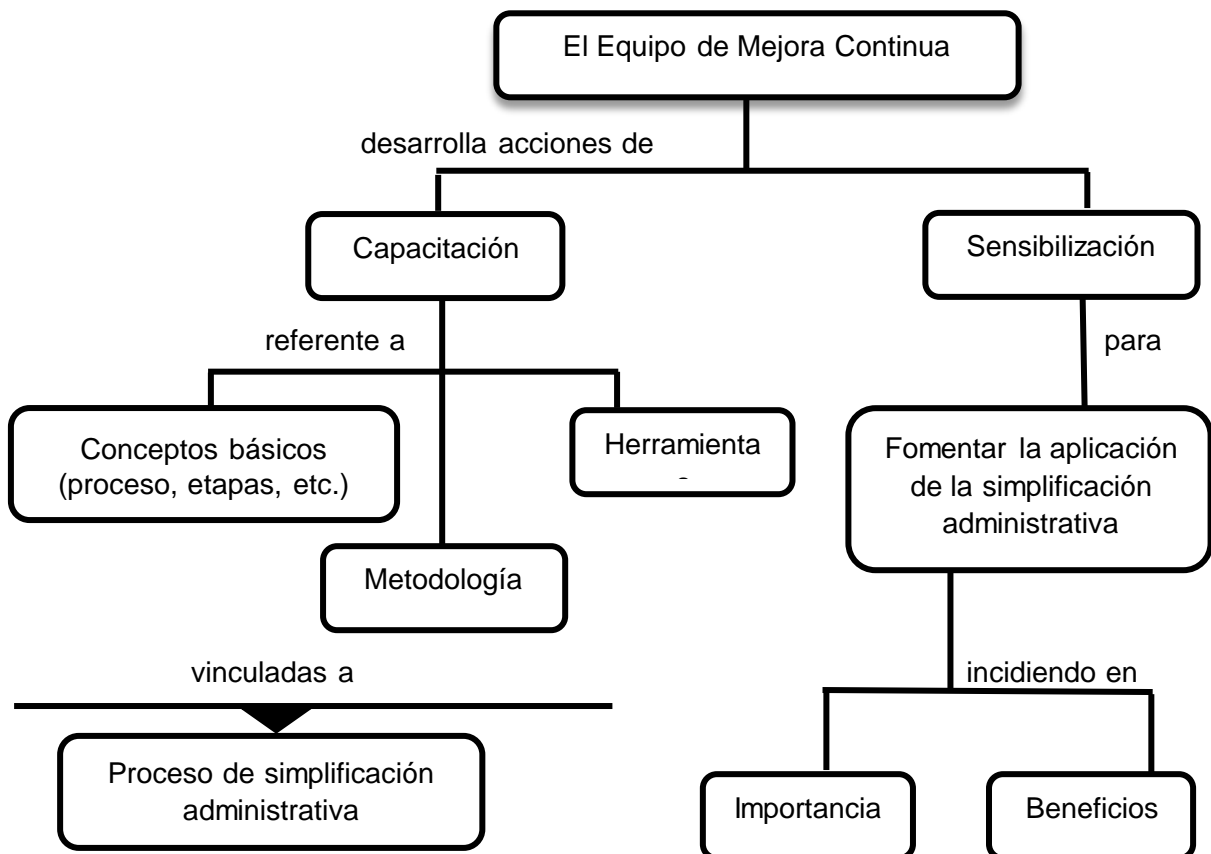 El Equipo de Mejora Continua
desarrolla acciones de
Capacitación
Sensibilización
referente a
para
Conceptos básicos
(proceso, etapas, etc.)
Herramienta
Fomentar la aplicación
de la simplificación
administrativa
Metodología
vinculadas a
incidiendo en
Proceso de simplificación
administrativa
Importancia
Beneficios